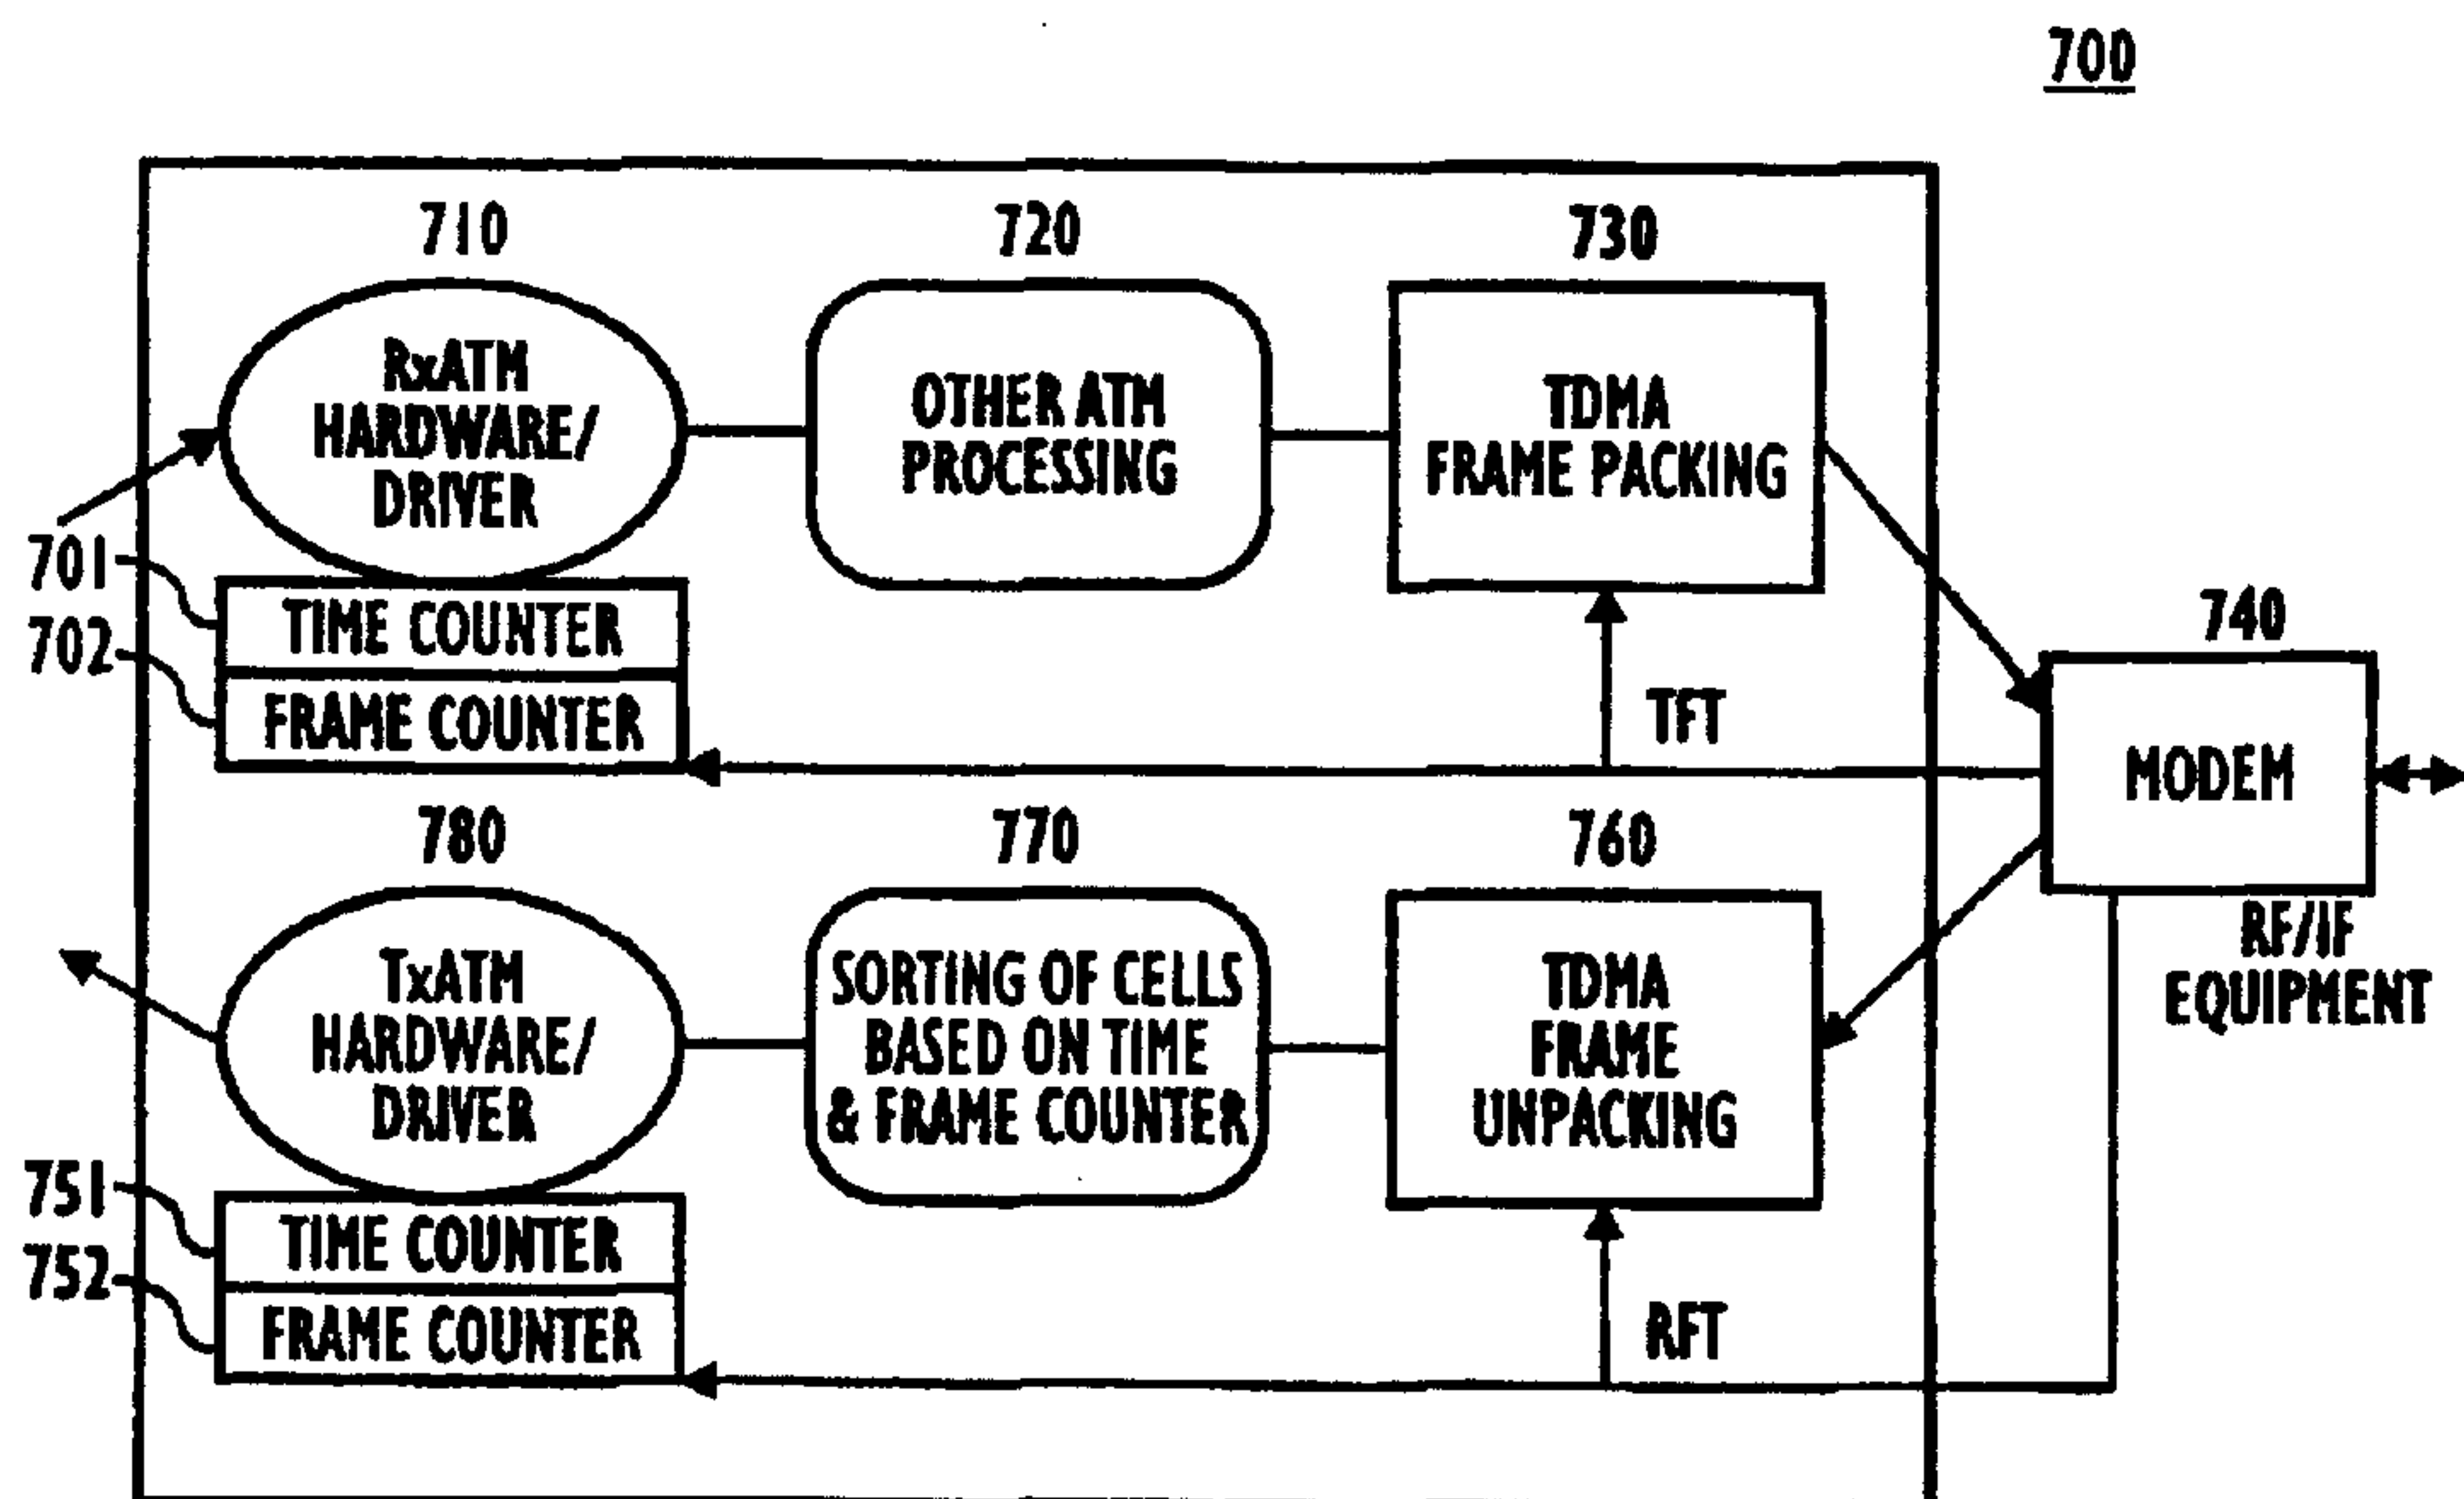 700
710
720
730
RxATM
HARDWARE/
DRIVER
OTHER ATM
PROCESSING
TDMA
FRAME PACKING
701
702
TIME COUNTER
FRAME COUNTER
TFT
740
MODEM
RF/IF
EQUIPMENT
780
770
760
TxATM
HARDWARE/
DRIVER
SORTING OF CELLS
BASED ON TIME
& FRAME COUNTER
TDMA
FRAME
UNPACKING
751
752
TIME COUNTER
FRAME COUNTER
RFT